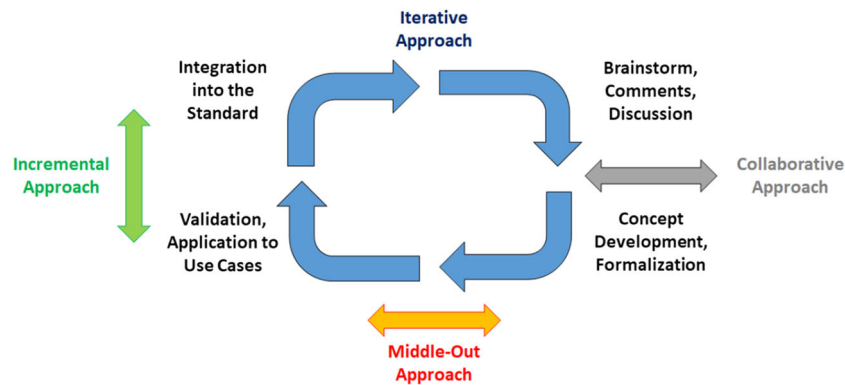 Iterative
Approach
Integration
into the
Standard
Brainstorm,
Comments,
Discussion
Incremental
Approach
Collaborative
Approach
Validation,
Application to
Use Cases
Concept
Development,
Formalization
Middle-Out
Approach